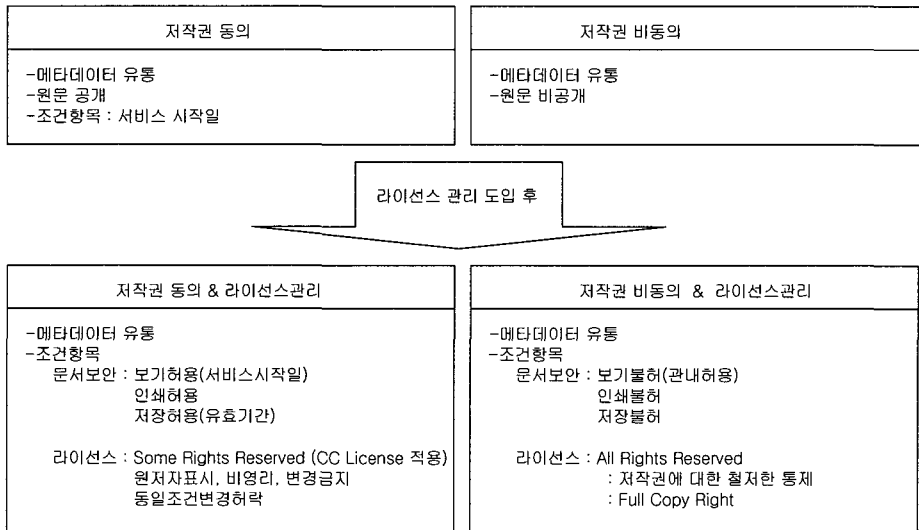 저작권 동의
-메타데이터 유통
-원문 공개
-조건항목 : 서비스 시작일
저작권 비동의
-메타데이터 유통
-원문 비공개
라이선스 관리 도입 후
저작권 동의 & 라이선스관리
-메타데이터 유통
-조건항목
문서보안 : 보기허용(서비스시작일)
인쇄허용
저장허용(유효기간)
라이선스 : Some Rights Reserved (CC License 적용)
원저자표시, 비영리, 변경금지
동일조건변경허락
저작권 비동의 & 라이선스관리
-메타데이터 유통
-조건항목
문서보안 : 보기불허(관내허용)
인쇄불허
저장불허
라이선스 : All Rights Reserved
: 저작권에 대한 철저한 통제
: Full Copy Right